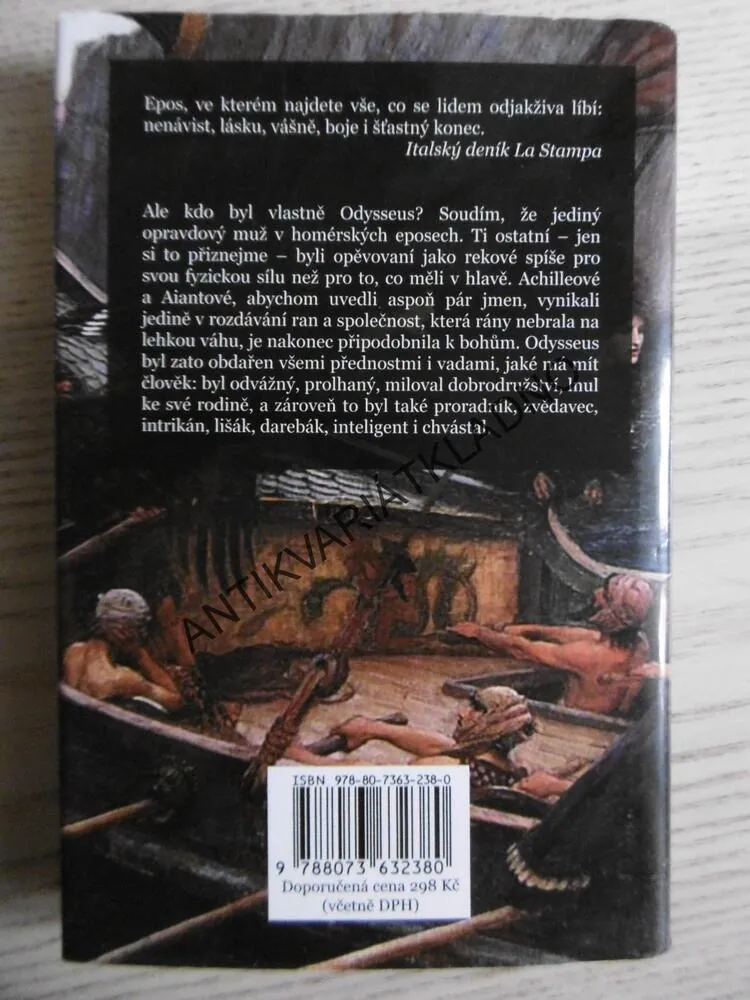 Epos, ve kterém najdete vše, co se lidem odjakživa líbí:
nenávist, lásku, vášně, boje i šťastný konec.
Italský deník La Stampa
Ale kdo byl vlastně Odysseus? Soudím, že jediný
opravdový muž v homérských eposech. Ti ostatní – jen
si to přiznejme – byli opěvovaní jako rekové spíše pro
svou fyzickou sílu než pro to, co měli v hlavě. Achilleové
a Aiantové, abychom uvedli aspoň pár jmen, vynikali
jedině v rozdávání ran a společnost, která rány nebrala na
lehkou váhu, je nakonec připodobnila k bohům. Odysseus
byl zato obdařen všemi přednostmi i vadami, jaké má mít
člověk: byl odvážný, prolhaný, miloval dobrodružství, lnul
ke své rodině, a zároveň to byl také proradník, zvědavec,
intrikán, lišák, darebák, inteligent i chvástal.
ANTIKVARIÁTKLADNO
ISBN 978-80-7363-238-0
9 788073 632380
Doporučená cena 298 Kč
(včetně DPH)